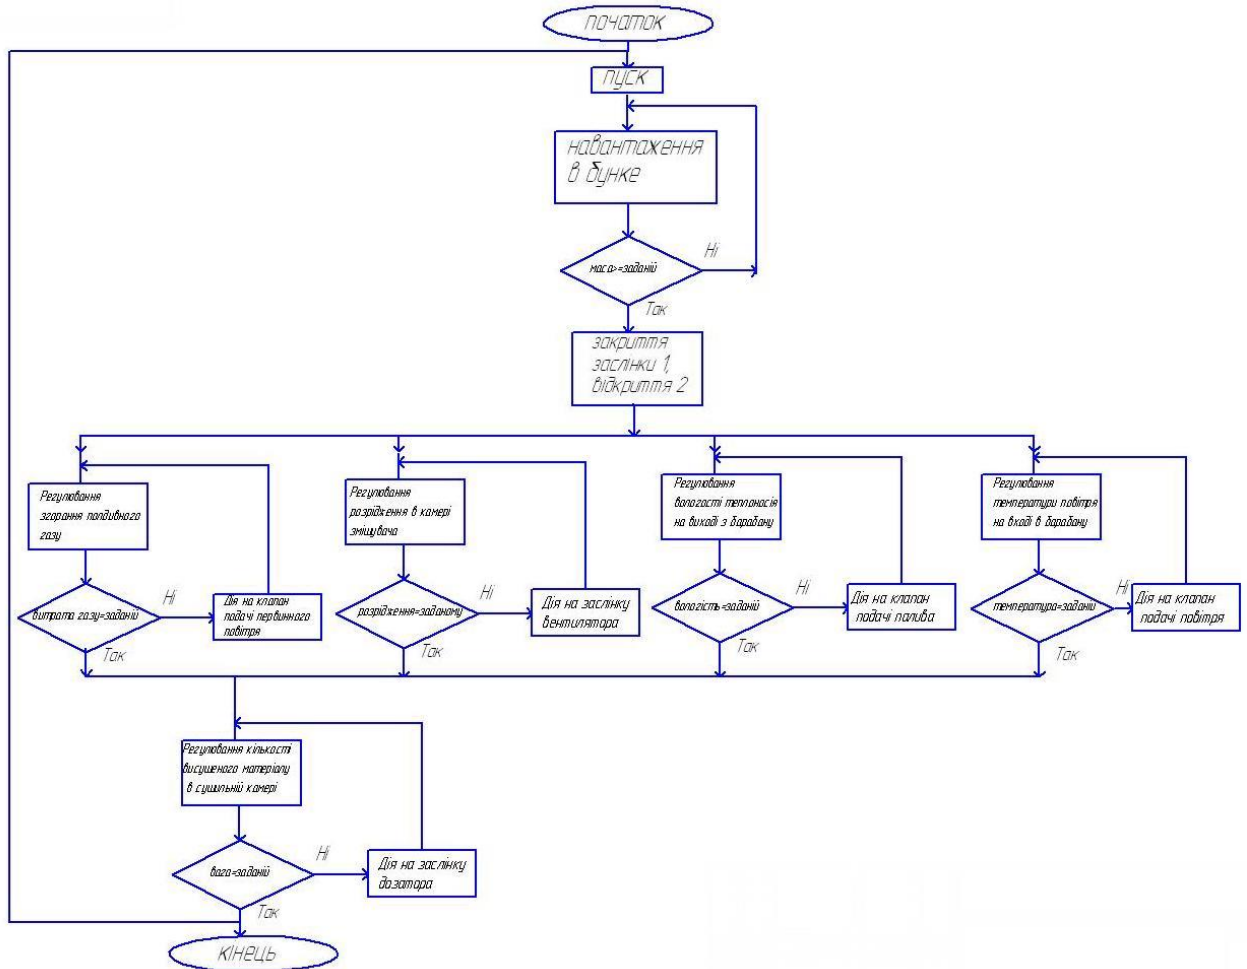 початок
пуск
навантаження
в бунке
маса>=заданій
Ні
Так
закриття
заслінки 1,
відкриття 2
Регулювання
згорання паливного
газу
витрата газу=заданій
Ні
Дія на клапан
подачі первинного
повітря
Так
Регулювання
розрідження в камері
змішувача
розрідження=заданому
Ні
Дія на заслінку
вентилятора
Так
Регулювання
вологості теплоносія
на виході з барабану
вологість=заданій
Ні
Дія на клапан
подачі палива
Так
Регулювання
температури повітря
на вході в барабану
температура=заданій
Ні
Дія на клапан
подачі повітря
Так
Регулювання кількості
висушеного матеріалу
в сушильній камері
вага=заданій
Ні
Дія на заслінку
дозатора
Так
кінець